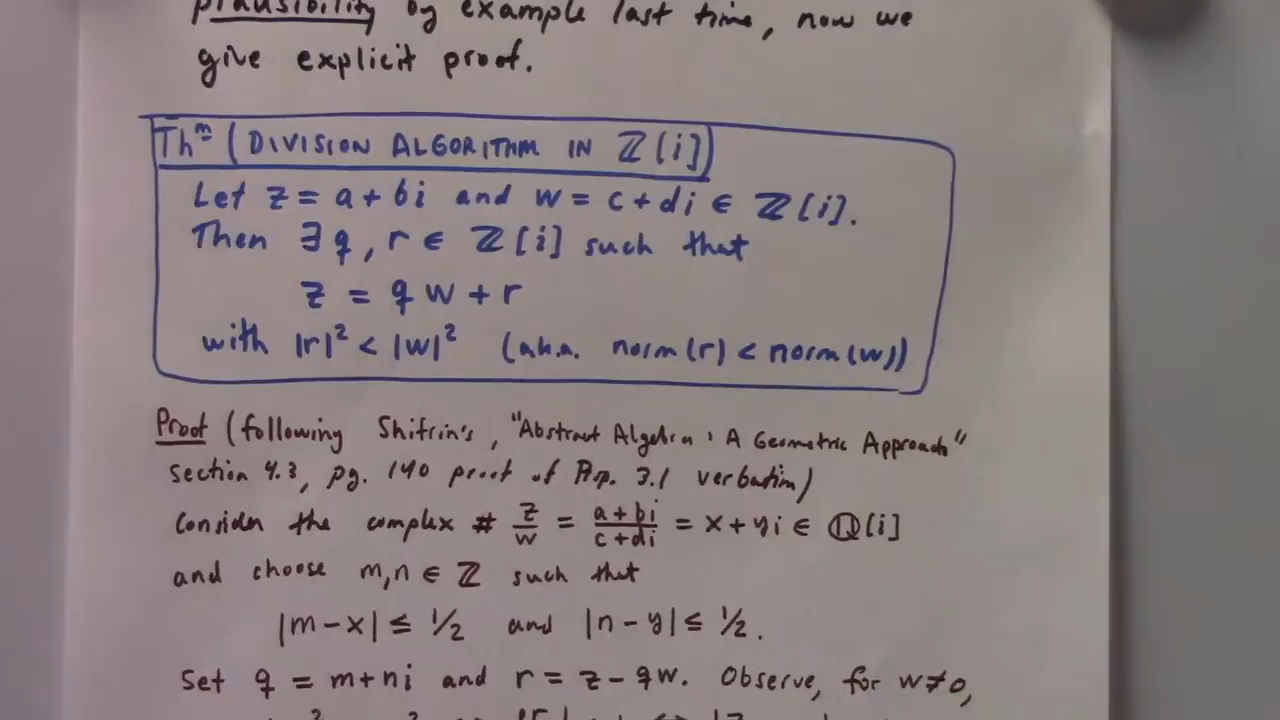 plausibility by example last time, now we
give explicit proof.
Thᵐ (DIVISION ALGORITHM IN ℤ[i])
Let z = a + bi and w = c + di ∈ ℤ[i].
Then ∃ q, r ∈ ℤ[i] such that
z = q w + r
with |r|² < |w|² (a.k.a. norm(r) < norm(w))
Proof (following Shifrin's, "Abstract Algebra: A Geometric Approach"
section 4.3, pg. 140 proof of Prop. 3.1 verbatim)
Consider the complex # z/w = (a+bi)/(c+di) = x + yi ∈ ℚ[i]
and choose m, n ∈ ℤ such that
|m - x| ≤ 1/2 and |n - y| ≤ 1/2.
Set q = m + ni and r = z - qw. Observe, for w ≠ 0,